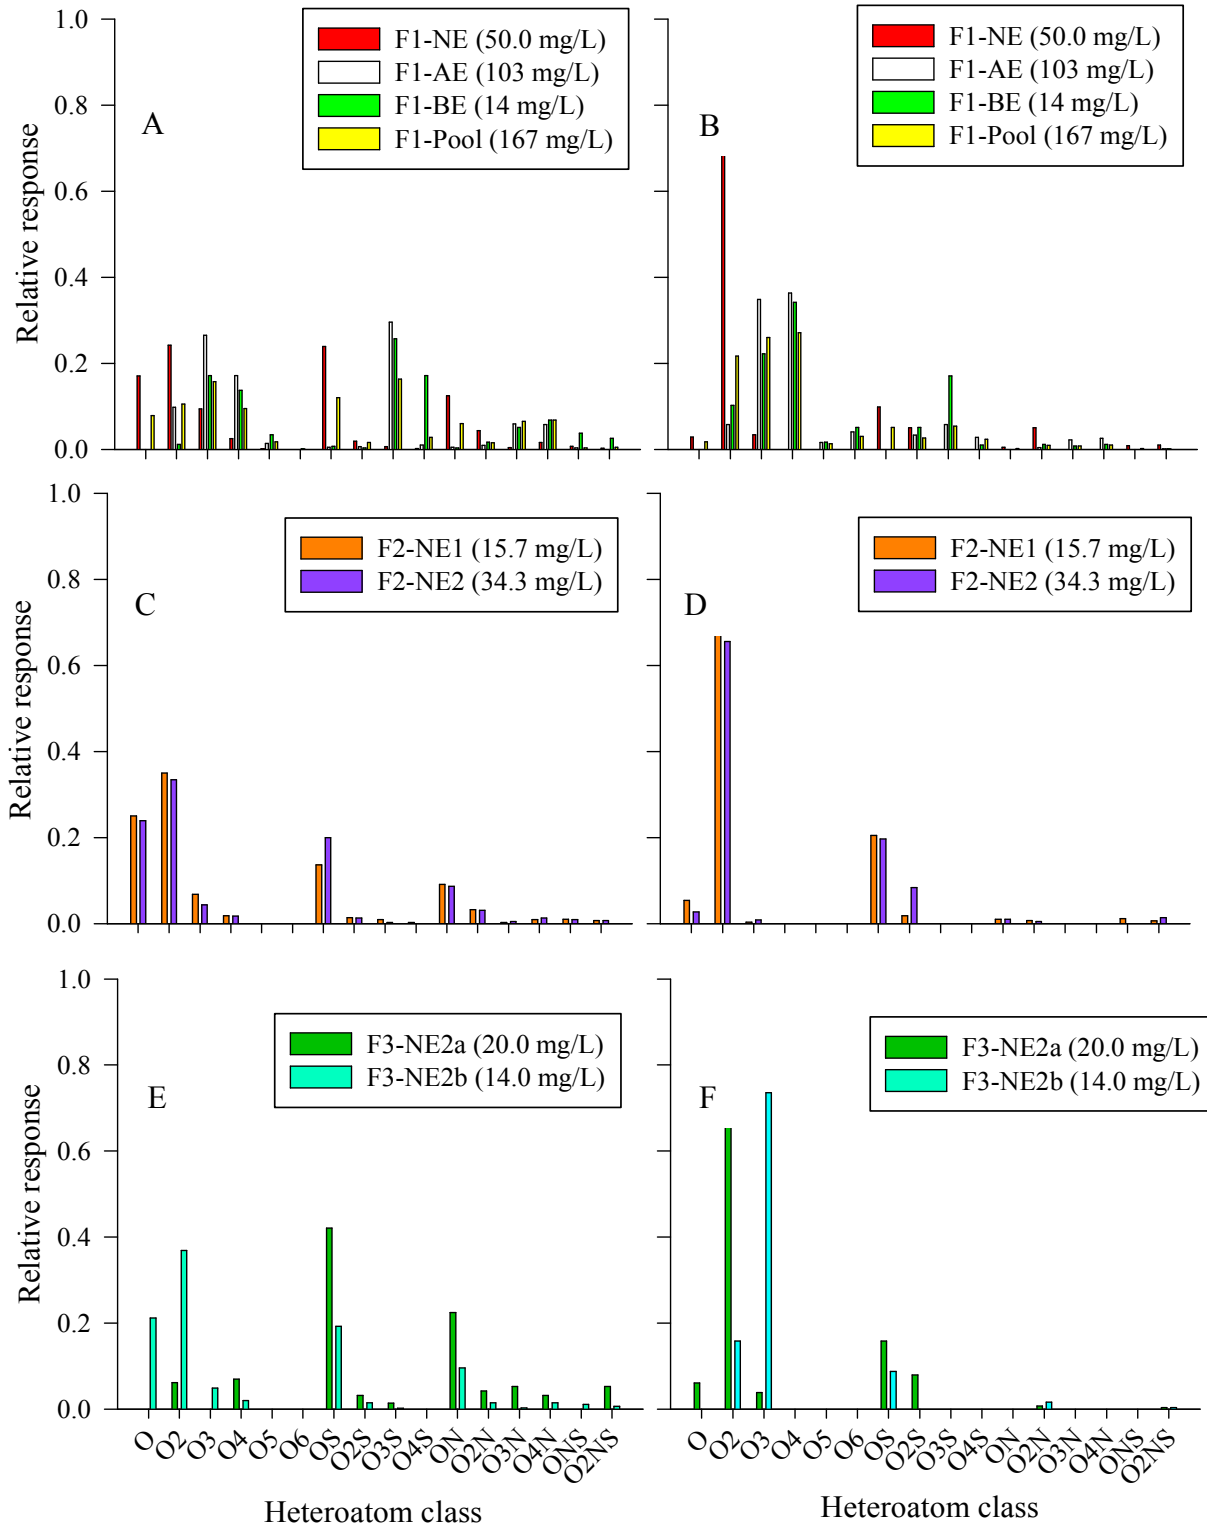 1.0
0.8
0.6
0.4
0.2
0.0
Relative response
A
F1-NE (50.0 mg/L)
F1-AE (103 mg/L)
F1-BE (14 mg/L)
F1-Pool (167 mg/L)
B
F1-NE (50.0 mg/L)
F1-AE (103 mg/L)
F1-BE (14 mg/L)
F1-Pool (167 mg/L)
1.0
0.8
0.6
0.4
0.2
0.0
Relative response
C
F2-NE1 (15.7 mg/L)
F2-NE2 (34.3 mg/L)
D
F2-NE1 (15.7 mg/L)
F2-NE2 (34.3 mg/L)
1.0
0.8
0.6
0.4
0.2
0.0
Relative response
E
F3-NE2a (20.0 mg/L)
F3-NE2b (14.0 mg/L)
F
F3-NE2a (20.0 mg/L)
F3-NE2b (14.0 mg/L)
O O2 O3 O4 O5 O6 OS O2S O3S O4S ON O2N O3N O4N ONS O2NS
O O2 O3 O4 O5 O6 OS O2S O3S O4S ON O2N O3N O4N ONS O2NS
Heteroatom class
Heteroatom class